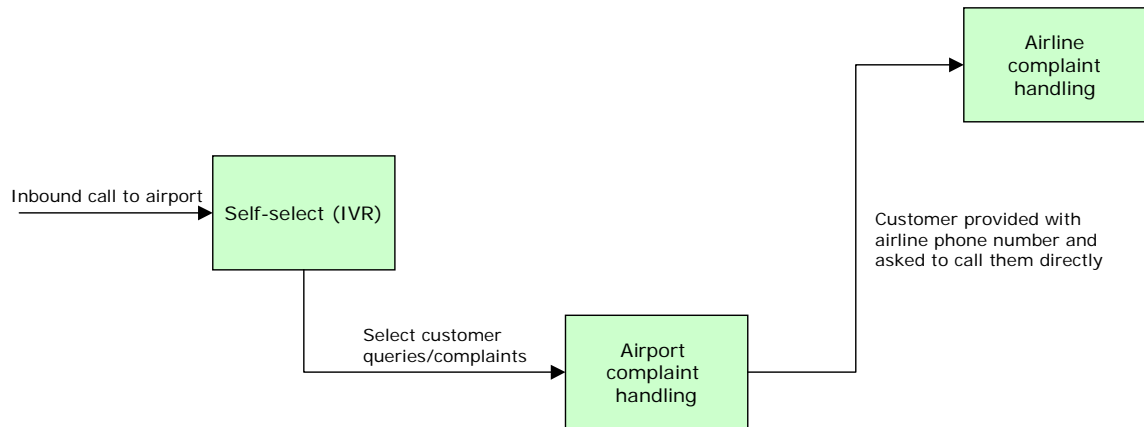 Inbound call to airport
Self-select (IVR)
Select customer
queries/complaints
Airport
complaint
handling
Customer provided with
airline phone number and
asked to call them directly
Airline
complaint
handling